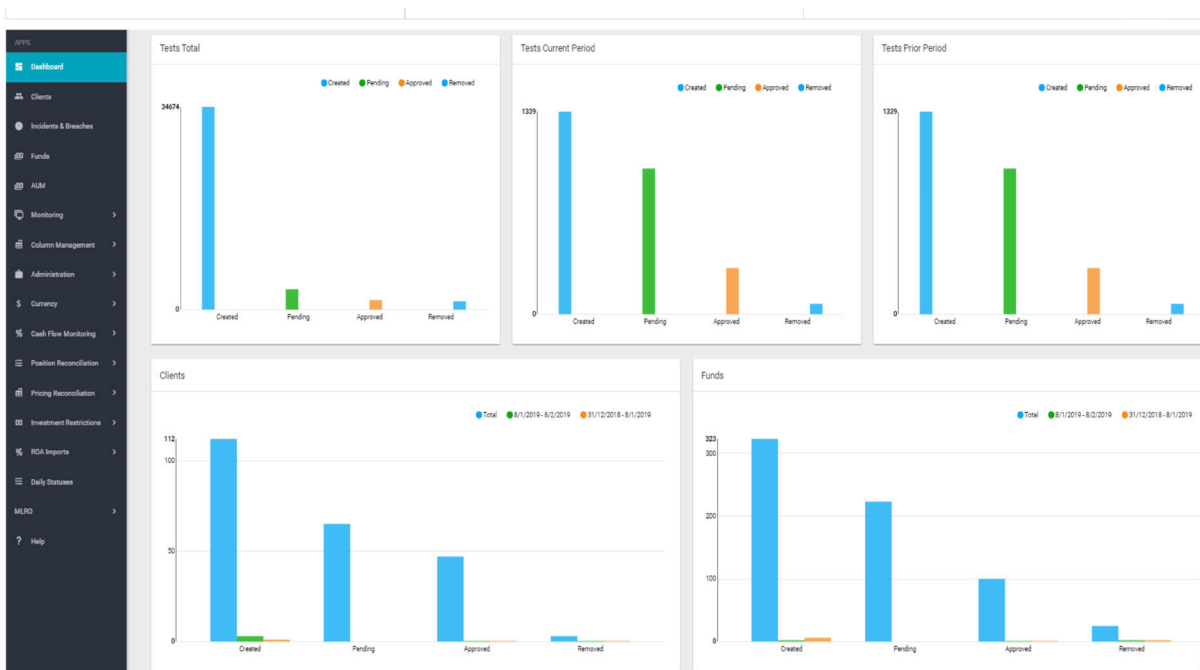 APPS
Dashboard
Clients
Incidents & Breaches
Funds
AUM
Monitoring
Column Management
Administration
$ Currency
% Cash Flow Monitoring
Position Reconciliation
Pricing Reconciliation
Investment Restrictions
% ROA Imports
Daily Statuses
MLRO
? Help
Tests Total
Created Pending Approved Removed
34674
0
Created Pending Approved Removed
Tests Current Period
Created Pending Approved Removed
1339
0
Created Pending Approved Removed
Tests Prior Period
Created Pending Approved Removed
1339
0
Created Pending Approved Removed
Clients
Total 8/1/2019 - 8/2/2019 31/12/2018 - 8/1/2019
112
100
50
0
Created Pending Approved Removed
Funds
Total 8/1/2019 - 8/2/2019 31/12/2018 - 8/1/2019
323
300
200
100
0
Created Pending Approved Removed